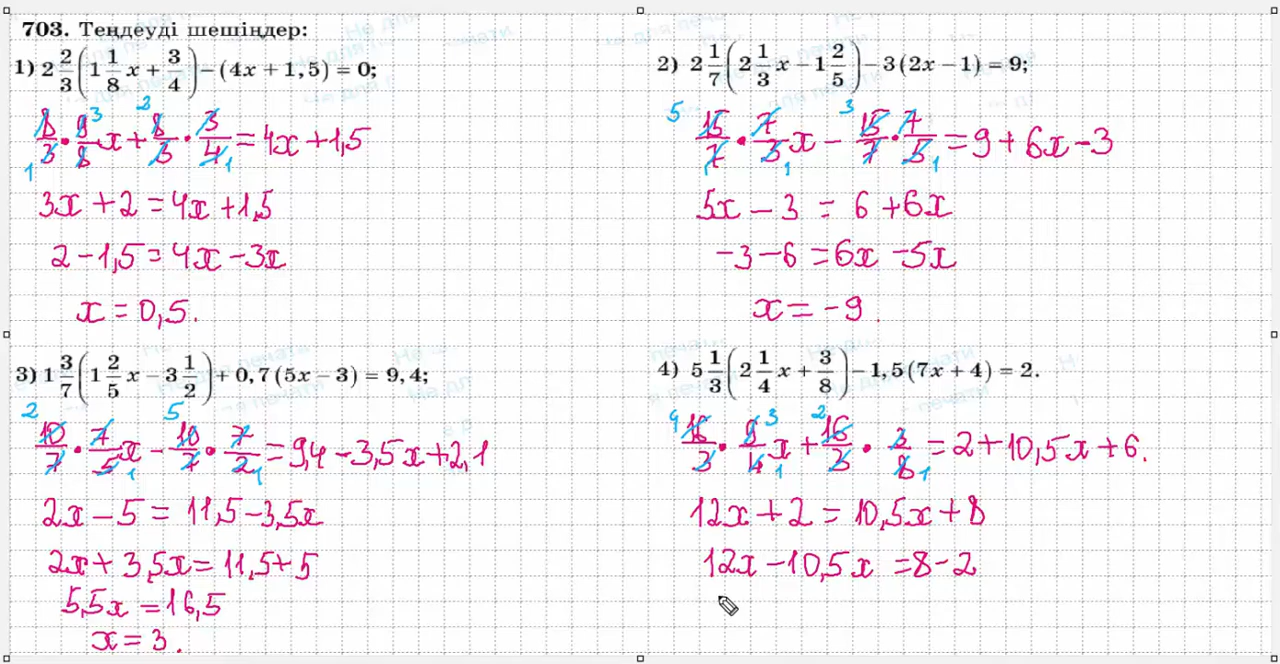 703. Теңдеуді шешіңдер:
1) 2 2/3 (1 1/8 x + 3/4) − (4x + 1,5) = 0;
8/3 · 9/8 x + 8/3 · 3/4 = 4x + 1,5
3x + 2 = 4x + 1,5
2 − 1,5 = 4x − 3x
x = 0,5.
2) 2 1/7 (2 1/3 x − 1 2/5) − 3(2x − 1) = 9;
15/7 · 7/3 x − 15/7 · 7/5 = 9 + 6x − 3
5x − 3 = 6 + 6x
−3 − 6 = 6x − 5x
x = −9.
3) 1 3/7 (1 2/5 x − 3 1/2) + 0,7(5x − 3) = 9,4;
10/7 · 7/5 x − 10/7 · 7/2 = 9,4 − 3,5x + 2,1
2x − 5 = 11,5 − 3,5x
2x + 3,5x = 11,5 + 5
5,5x = 16,5
x = 3.
4) 5 1/3 (2 1/4 x + 3/8) − 1,5(7x + 4) = 2.
16/3 · 9/4 x + 16/3 · 3/8 = 2 + 10,5x + 6.
12x + 2 = 10,5x + 8
12x − 10,5x = 8 − 2